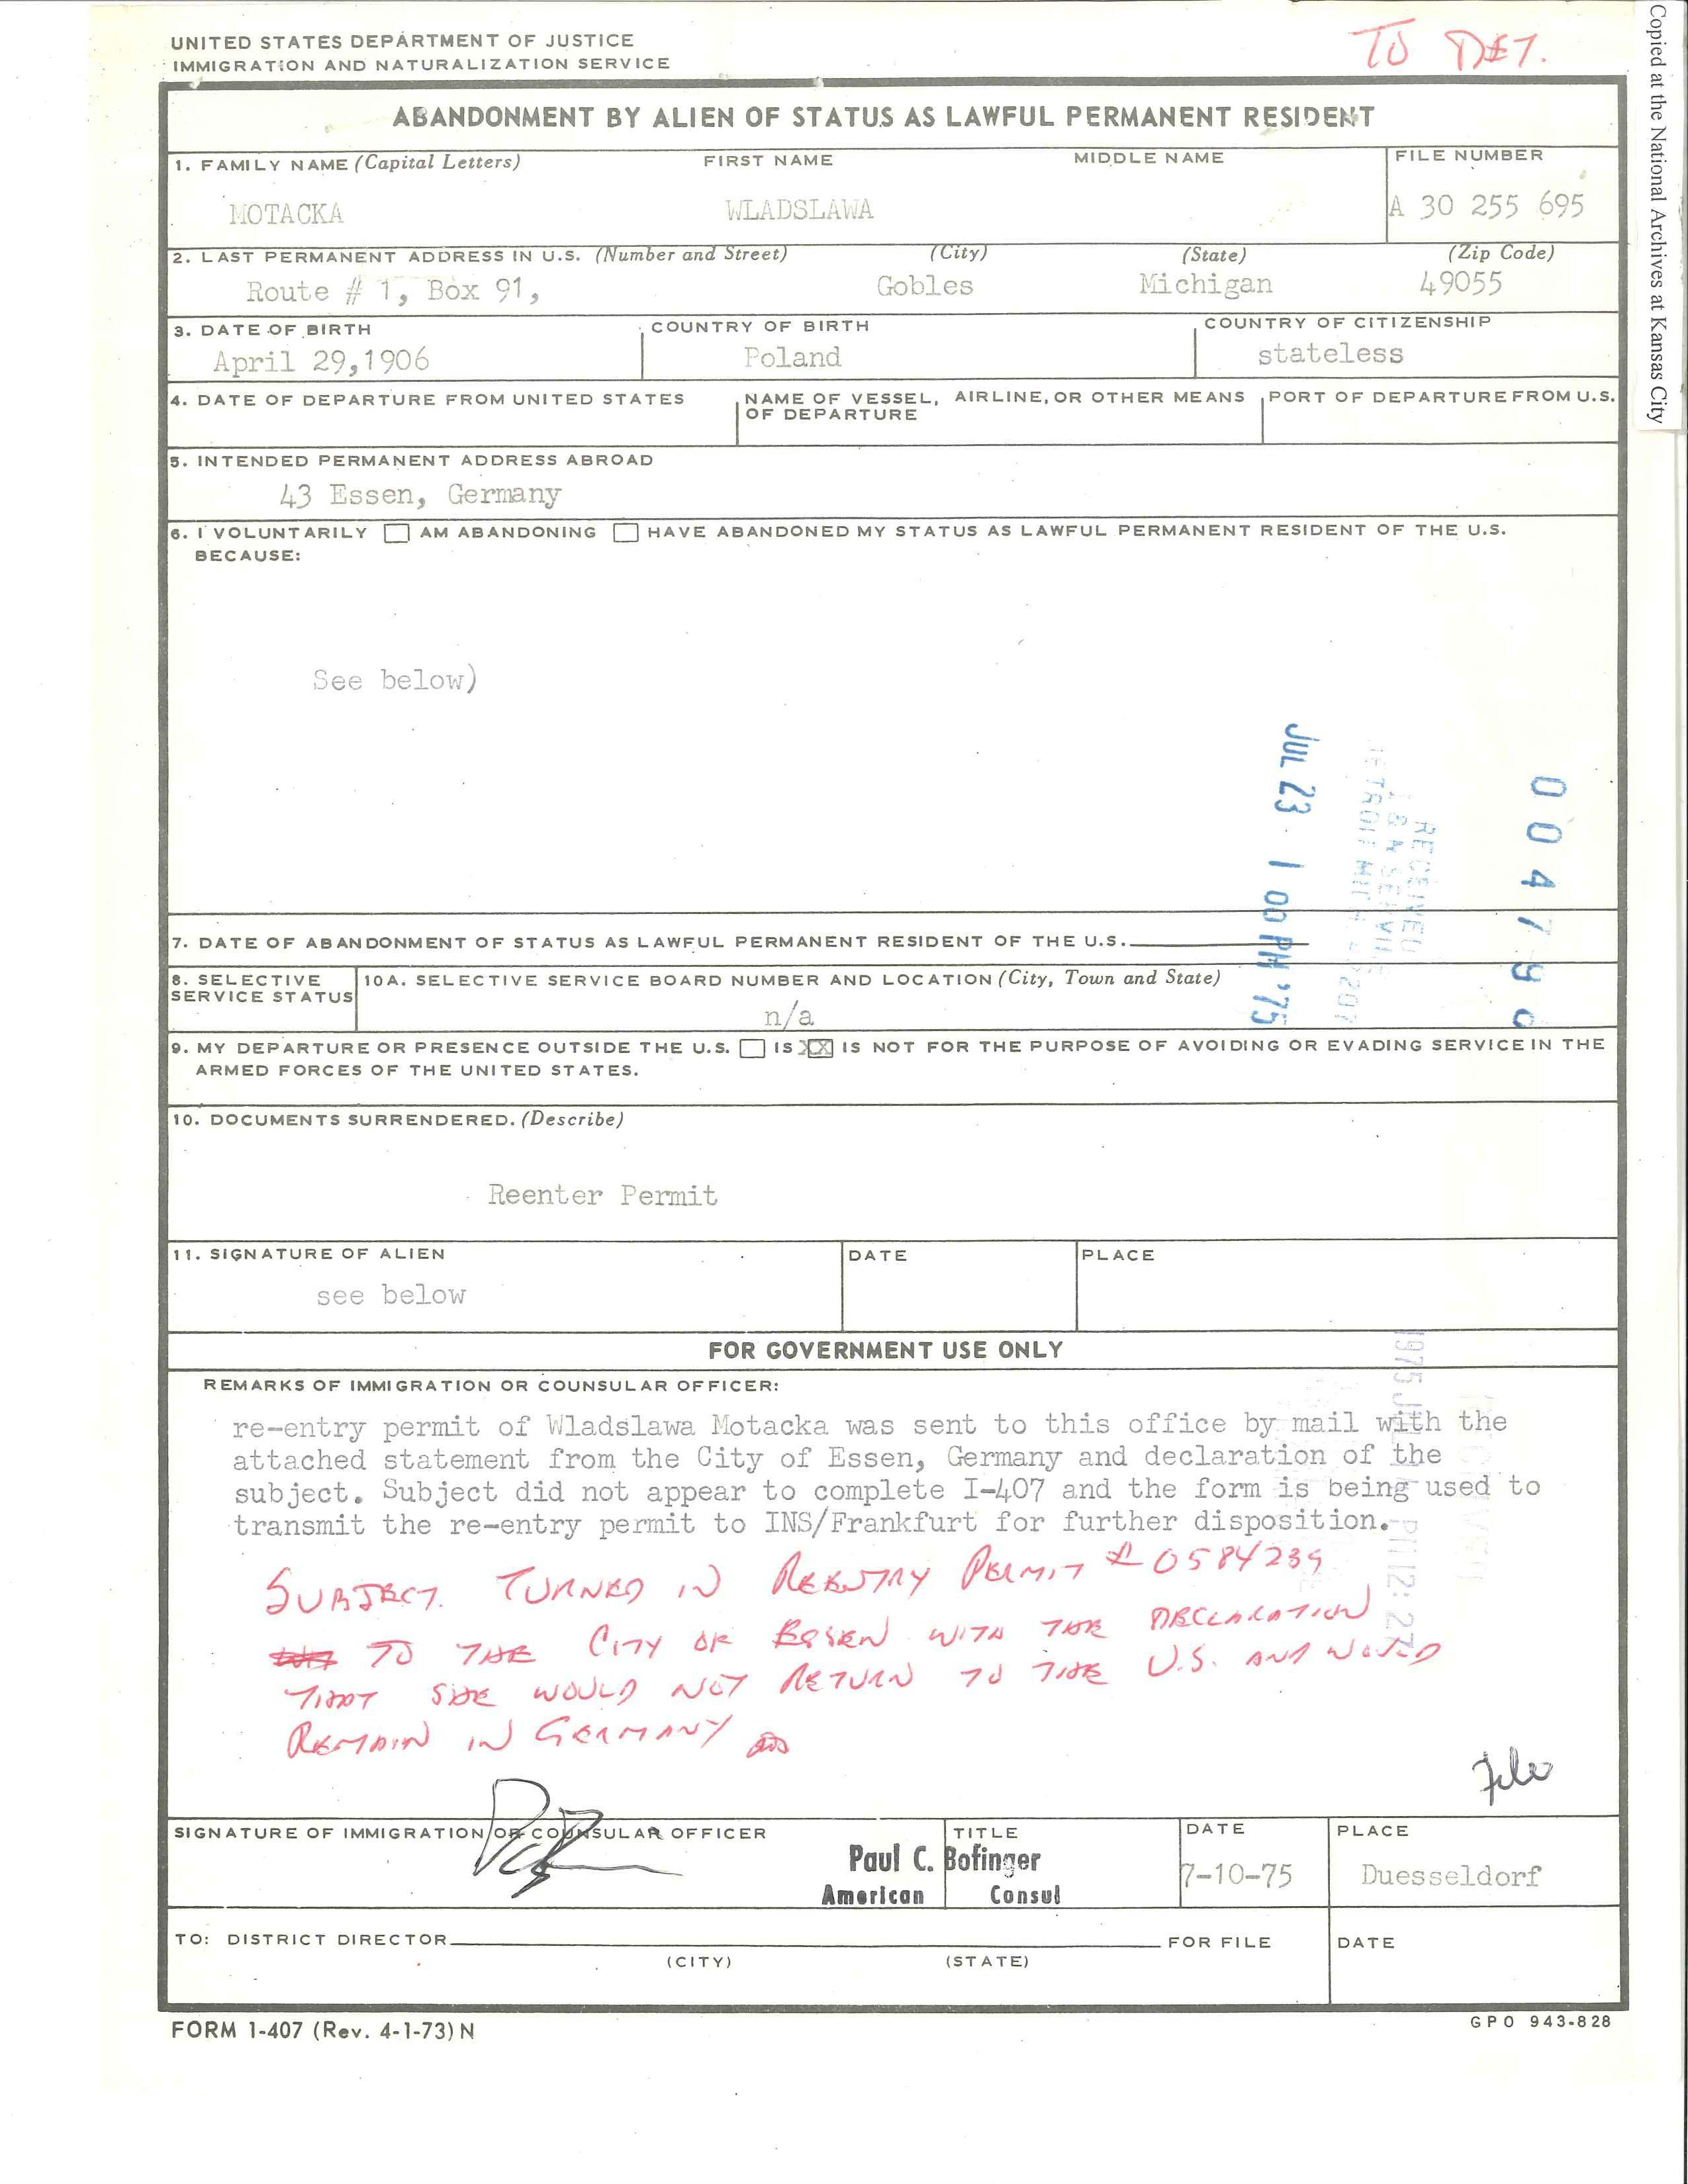 UNITED STATES DEPARTMENT OF JUSTICE
IMMIGRATION AND NATURALIZATION SERVICE
TO DET.
Copied at the National Archives at Kansas City
ABANDONMENT BY ALIEN OF STATUS AS LAWFUL PERMANENT RESIDENT
1. FAMILY NAME (Capital Letters) FIRST NAME MIDDLE NAME FILE NUMBER
MOTACKA WLADSLAWA A 30 255 695
2. LAST PERMANENT ADDRESS IN U.S. (Number and Street) (City) (State) (Zip Code)
Route # 1, Box 91, Gobles Michigan 49055
3. DATE OF BIRTH COUNTRY OF BIRTH COUNTRY OF CITIZENSHIP
April 29,1906 Poland stateless
4. DATE OF DEPARTURE FROM UNITED STATES NAME OF VESSEL, AIRLINE, OR OTHER MEANS PORT OF DEPARTURE FROM U.S.
OF DEPARTURE
5. INTENDED PERMANENT ADDRESS ABROAD
43 Essen, Germany
6. I VOLUNTARILY AM ABANDONING HAVE ABANDONED MY STATUS AS LAWFUL PERMANENT RESIDENT OF THE U.S.
BECAUSE:
See below)
JUL 23 1 00 PM '75
RECEIVED
004790
7. DATE OF ABANDONMENT OF STATUS AS LAWFUL PERMANENT RESIDENT OF THE U.S.
8. SELECTIVE 10A. SELECTIVE SERVICE BOARD NUMBER AND LOCATION (City, Town and State)
SERVICE STATUS
n/a
9. MY DEPARTURE OR PRESENCE OUTSIDE THE U.S. IS XX IS NOT FOR THE PURPOSE OF AVOIDING OR EVADING SERVICE IN THE
ARMED FORCES OF THE UNITED STATES.
10. DOCUMENTS SURRENDERED. (Describe)
Reenter Permit
11. SIGNATURE OF ALIEN DATE PLACE
see below
FOR GOVERNMENT USE ONLY
REMARKS OF IMMIGRATION OR COUNSULAR OFFICER:
re-entry permit of Wladslawa Motacka was sent to this office by mail with the
attached statement from the City of Essen, Germany and declaration of the
subject. Subject did not appear to complete I-407 and the form is being used to
transmit the re-entry permit to INS/Frankfurt for further disposition.-
SUBJECT. TURNED IN REENTRY PERMIT # 0584239
TO THE CITY OF ESSEN WITH THE DECLARATION
THAT SHE WOULD NOT RETURN TO THE U.S. AND WOULD
REMAIN IN GERMANY
File
SIGNATURE OF IMMIGRATION OR COUNSULAR OFFICER TITLE DATE PLACE
Paul C. Bofinger 7-10-75 Duesseldorf
American Consul
TO: DISTRICT DIRECTOR FOR FILE DATE
(CITY) (STATE)
FORM 1-407 (Rev. 4-1-73) N
GPO 943-828